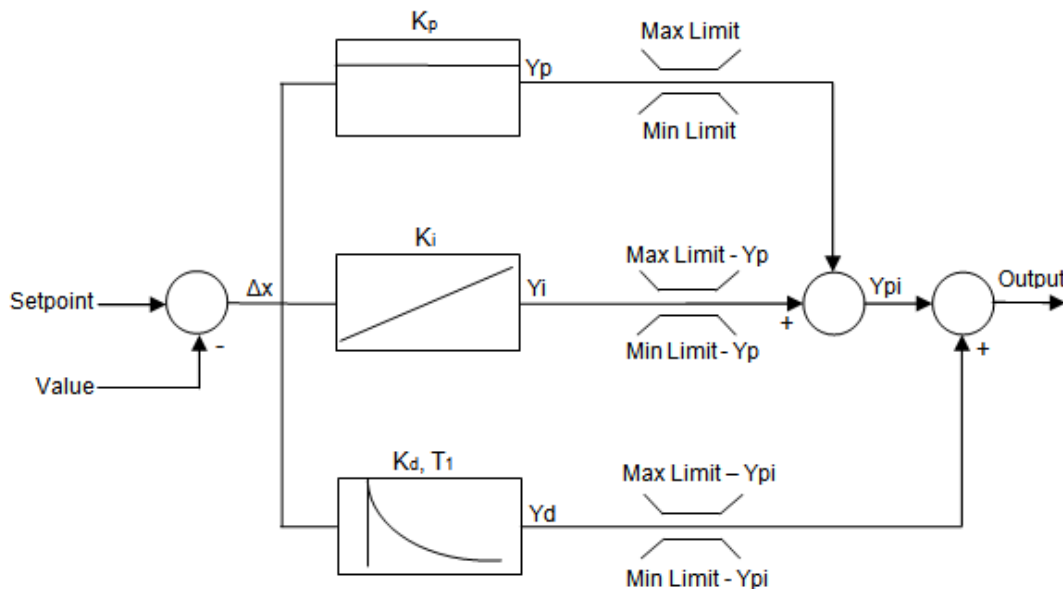 Kp
Yp
Max Limit
Min Limit
Ki
Yi
Max Limit - Yp
Min Limit - Yp
+
Ypi
Output
+
Setpoint
Δx
-
Value
Kd, T1
Yd
Max Limit – Ypi
Min Limit - Ypi